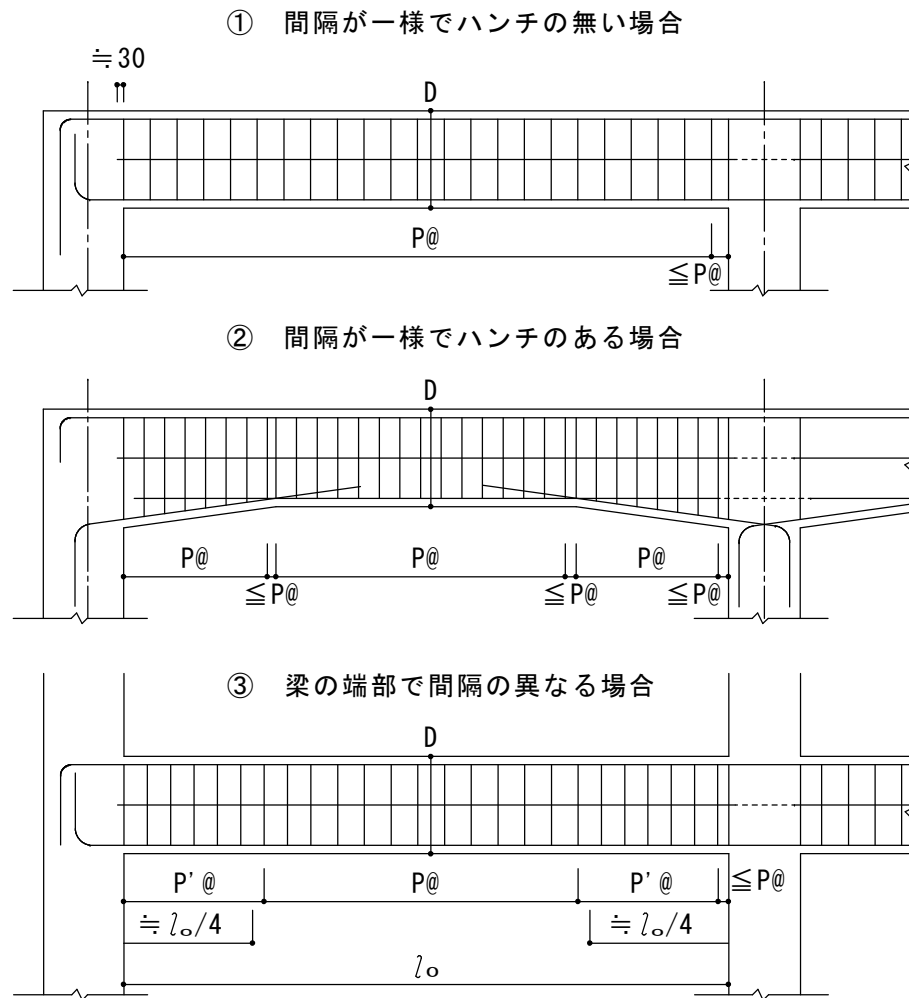 ① 間隔が一様でハンチの無い場合
≒30
D
P@
≦P@
② 間隔が一様でハンチのある場合
D
P@ P@ P@
≦P@ ≦P@ ≦P@
③ 梁の端部で間隔の異なる場合
D
P'@ P@ P'@ ≦P@
≒lo/4 ≒lo/4
lo